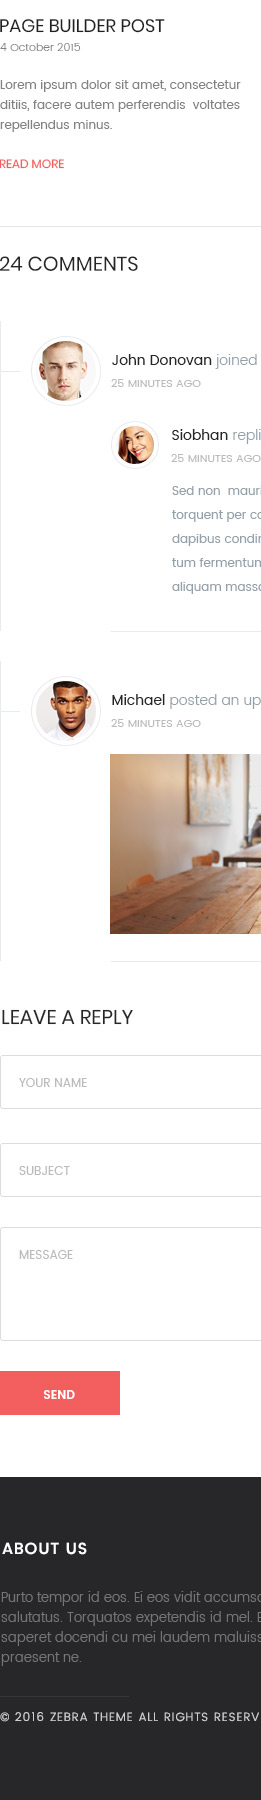 PAGE BUILDER POST
4 October 2015
Lorem ipsum dolor sit amet, consectetur
ditiis, facere autem perferendis voltates
repellendus minus.
READ MORE
24 COMMENTS
John Donovan joined
25 MINUTES AGO
Siobhan repli
25 MINUTES AGO
Sed non mauri
torquent per co
dapibus condim
tum fermentum
aliquam massa
Michael posted an up
25 MINUTES AGO
LEAVE A REPLY
YOUR NAME
SUBJECT
MESSAGE
SEND
ABOUT US
Purto tempor id eos. Ei eos vidit accumsa
salutatus. Torquatos expetendis id mel. E
saperet docendi cu mei laudem maluiss
praesent ne.
© 2016 ZEBRA THEME ALL RIGHTS RESERV